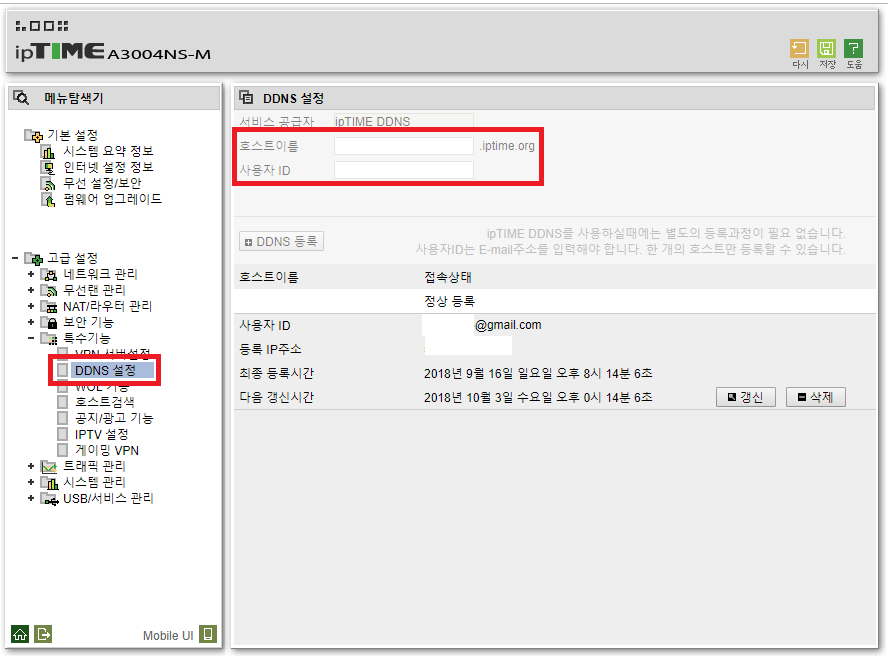 ipTIME A3004NS-M
다시 저장 도움
메뉴탐색기
기본 설정
시스템 요약 정보
인터넷 설정 정보
무선 설정/보안
펌웨어 업그레이드
고급 설정
네트워크 관리
무선랜 관리
NAT/라우터 관리
보안 기능
특수기능
VPN 서버설정
DDNS 설정
WOL 기능
호스트검색
공지/광고 기능
IPTV 설정
게이밍 VPN
트래픽 관리
시스템 관리
USB/서비스 관리
Mobile UI
DDNS 설정
서비스 공급자 ipTIME DDNS
호스트이름 .iptime.org
사용자 ID
DDNS 등록
ipTIME DDNS를 사용하실때에는 별도의 등록과정이 필요 없습니다.
사용자ID는 E-mail주소를 입력해야 합니다. 한 개의 호스트만 등록할 수 있습니다.
호스트이름 접속상태
정상 등록
사용자 ID @gmail.com
등록 IP주소
최종 등록시간 2018년 9월 16일 일요일 오후 8시 14분 6초
다음 갱신시간 2018년 10월 3일 수요일 오후 0시 14분 6초 갱신 삭제